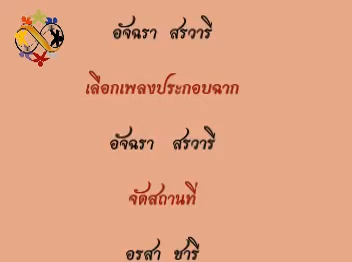 อัจฉรา สรวารี
เลือกเพลงประกอบฉาก
อัจฉรา สรวารี
จัดสถานที่
อรสา ชารี